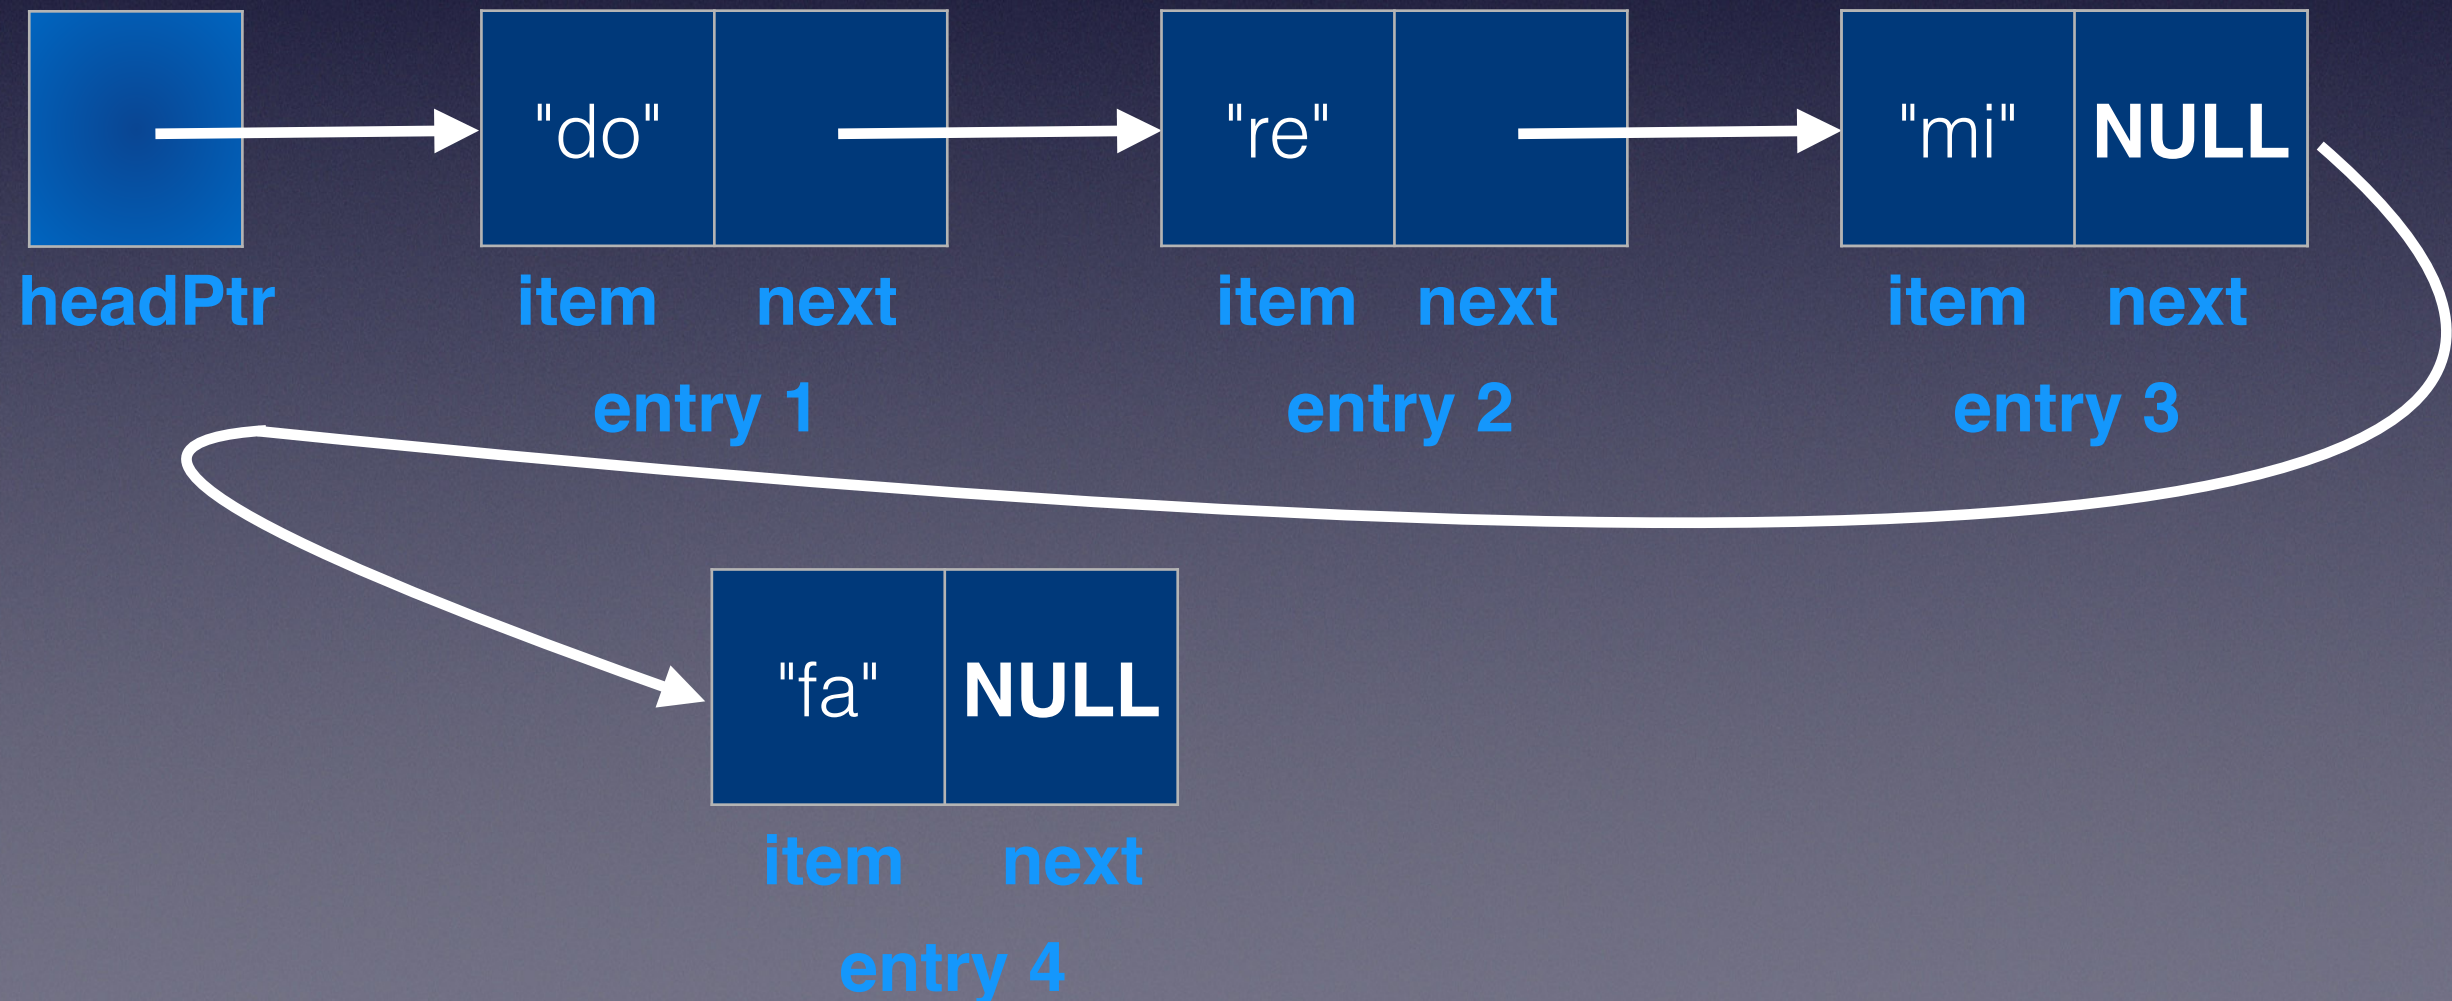 "do" "re" "mi" NULL
headPtr item next item next item next
entry 1 entry 2 entry 3
"fa" NULL
item next
entry 4